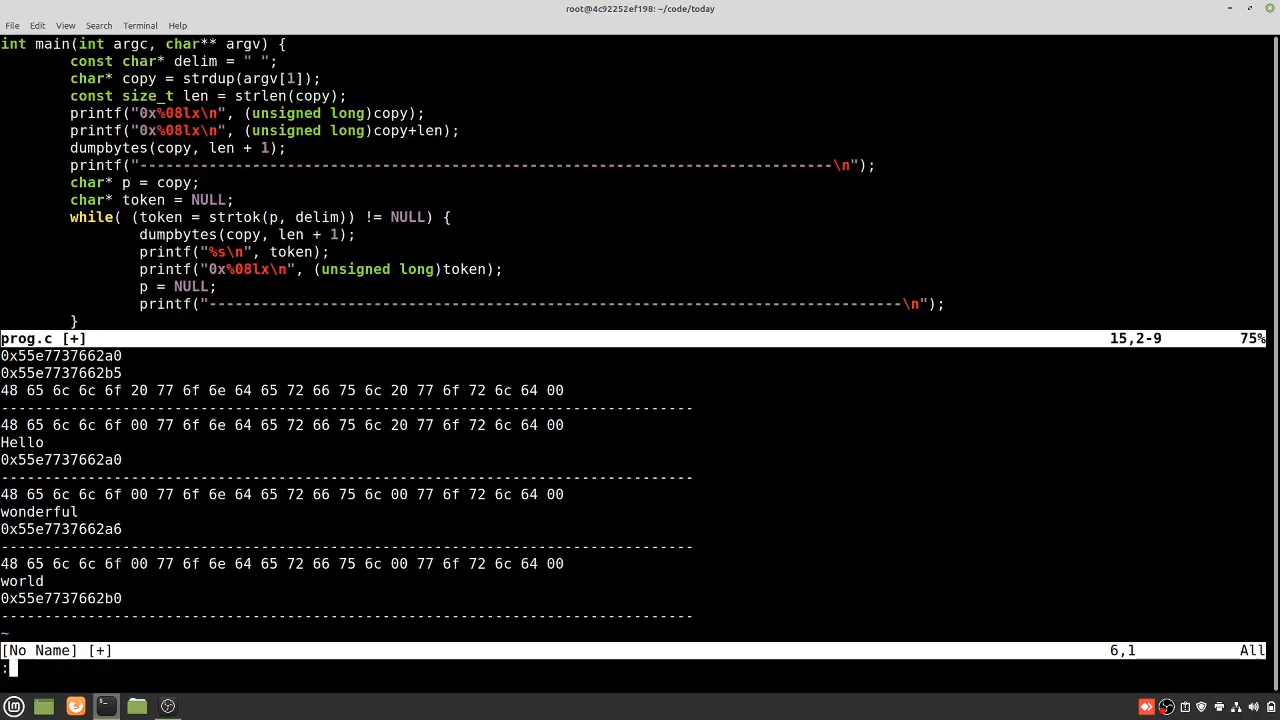 root@4c92252ef198: ~/code/today
File Edit View Search Terminal Help
int main(int argc, char** argv) {
        const char* delim = " ";
        char* copy = strdup(argv[1]);
        const size_t len = strlen(copy);
        printf("0x%08lx\n", (unsigned long)copy);
        printf("0x%08lx\n", (unsigned long)copy+len);
        dumpbytes(copy, len + 1);
        printf("--------------------------------------------------------------------------------\n");
        char* p = copy;
        char* token = NULL;
        while( (token = strtok(p, delim)) != NULL) {
                dumpbytes(copy, len + 1);
                printf("%s\n", token);
                printf("0x%08lx\n", (unsigned long)token);
                p = NULL;
                printf("--------------------------------------------------------------------------------\n");
        }
prog.c [+] 15,2-9 75%
0x55e7737662a0
0x55e7737662b5
48 65 6c 6c 6f 20 77 6f 6e 64 65 72 66 75 6c 20 77 6f 72 6c 64 00
--------------------------------------------------------------------------------
48 65 6c 6c 6f 00 77 6f 6e 64 65 72 66 75 6c 20 77 6f 72 6c 64 00
Hello
0x55e7737662a0
--------------------------------------------------------------------------------
48 65 6c 6c 6f 00 77 6f 6e 64 65 72 66 75 6c 00 77 6f 72 6c 64 00
wonderful
0x55e7737662a6
--------------------------------------------------------------------------------
48 65 6c 6c 6f 00 77 6f 6e 64 65 72 66 75 6c 00 77 6f 72 6c 64 00
world
0x55e7737662b0
--------------------------------------------------------------------------------
~
[No Name] [+] 6,1 All
: